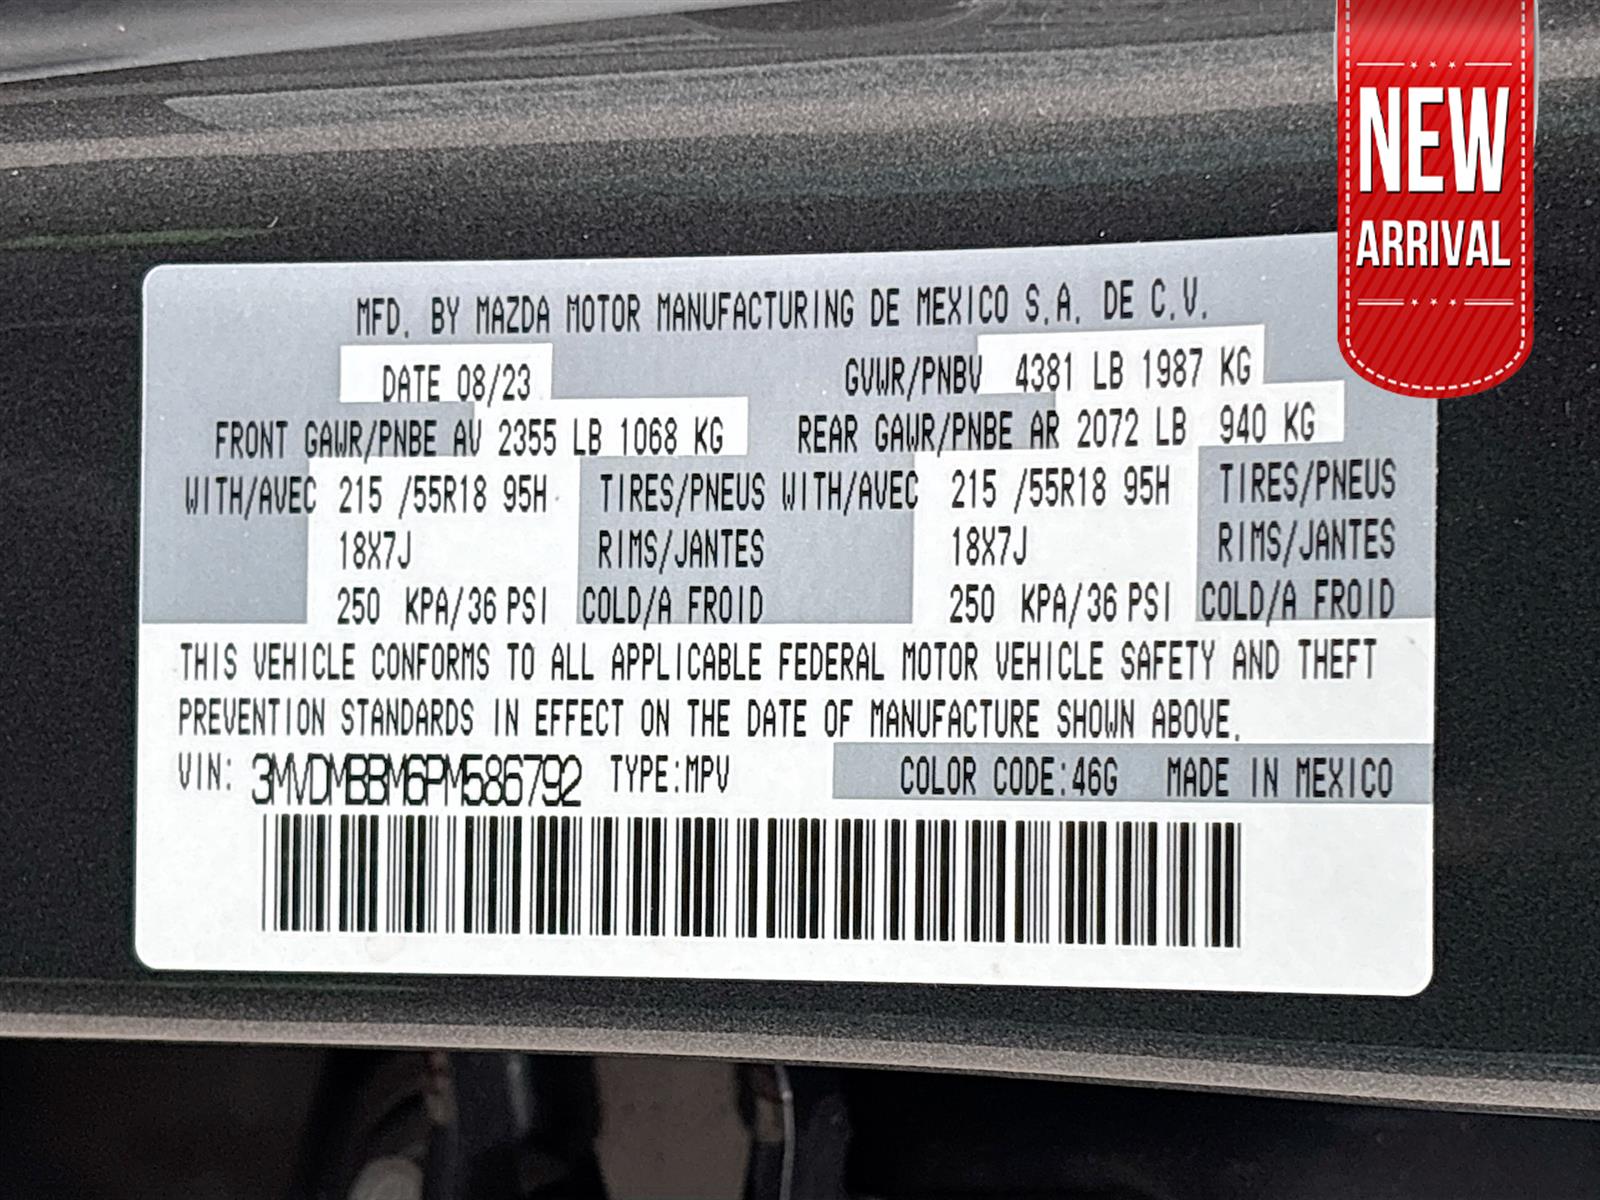 NEW
ARRIVAL
MFD. BY MAZDA MOTOR MANUFACTURING DE MEXICO S.A. DE C.V.
DATE 08/23 GVWR/PNBV 4381 LB 1987 KG
FRONT GAWR/PNBE AV 2355 LB 1068 KG REAR GAWR/PNBE AR 2072 LB 940 KG
WITH/AVEC 215 /55R18 95H TIRES/PNEUS WITH/AVEC 215 /55R18 95H TIRES/PNEUS
18X7J RIMS/JANTES 18X7J RIMS/JANTES
250 KPA/36 PSI COLD/A FROID 250 KPA/36 PSI COLD/A FROID
THIS VEHICLE CONFORMS TO ALL APPLICABLE FEDERAL MOTOR VEHICLE SAFETY AND THEFT
PREVENTION STANDARDS IN EFFECT ON THE DATE OF MANUFACTURE SHOWN ABOVE.
VIN: 3MVDMBBM6PM586792 TYPE:MPV COLOR CODE:46G MADE IN MEXICO